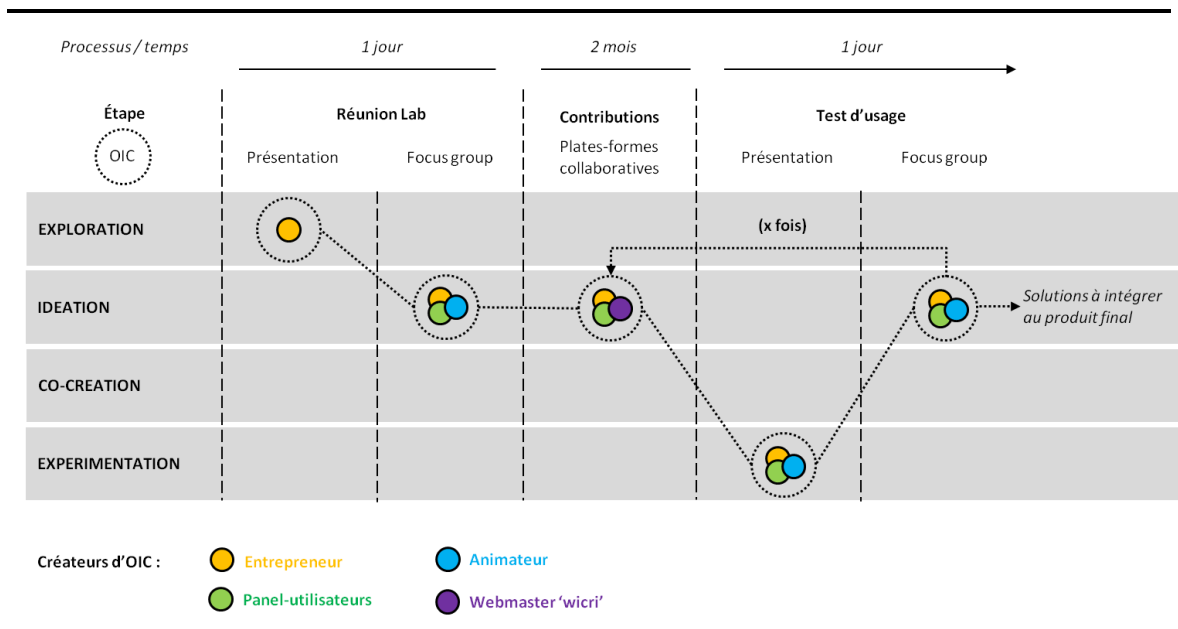 Processus / temps
1 jour
2 mois
1 jour
Étape
OIC
Réunion Lab
Présentation
Focus group
Contributions
Plates-formes
collaboratives
Test d'usage
Présentation
Focus group
EXPLORATION
(x fois)
IDEATION
Solutions à intégrer
au produit final
CO-CREATION
EXPERIMENTATION
Créateurs d'OIC :
Entrepreneur
Animateur
Panel-utilisateurs
Webmaster 'wicri'